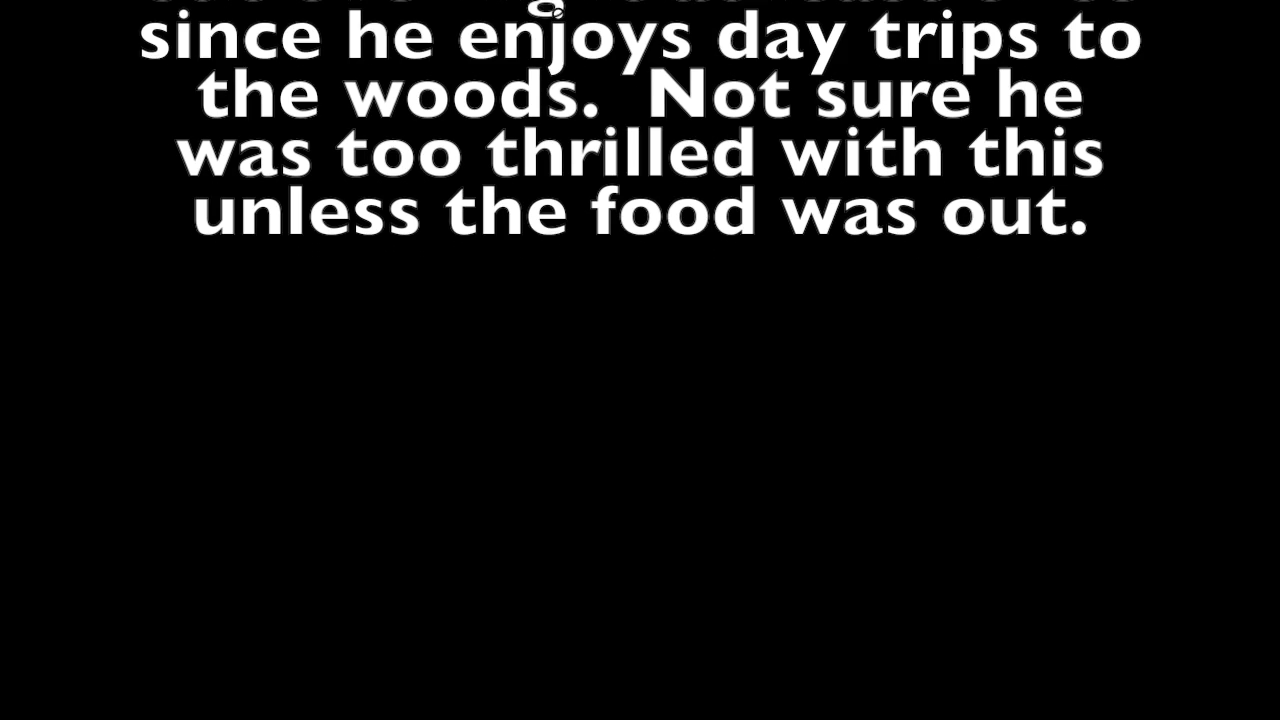 since he enjoys day trips to
the woods.  Not sure he
was too thrilled with this
unless the food was out.